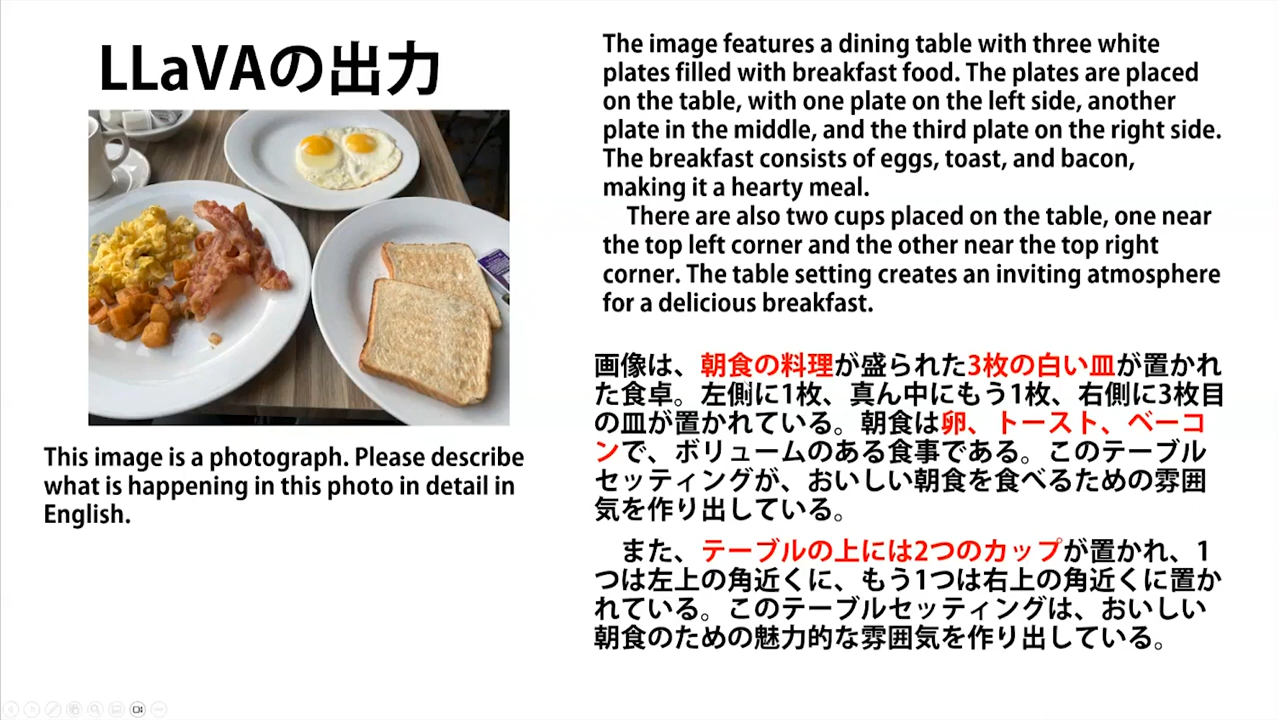 LLaVAの出力
This image is a photograph. Please describe
what is happening in this photo in detail in
English.
The image features a dining table with three white
plates filled with breakfast food. The plates are placed
on the table, with one plate on the left side, another
plate in the middle, and the third plate on the right side.
The breakfast consists of eggs, toast, and bacon,
making it a hearty meal.
There are also two cups placed on the table, one near
the top left corner and the other near the top right
corner. The table setting creates an inviting atmosphere
for a delicious breakfast.
画像は、朝食の料理が盛られた3枚の白い皿が置かれ
た食卓。左側に1枚、真ん中にもう1枚、右側に3枚目
の皿が置かれている。朝食は卵、トースト、ベーコ
ンで、ボリュームのある食事である。このテーブル
セッティングが、おいしい朝食を食べるための雰囲
気を作り出している。
また、テーブルの上には2つのカップが置かれ、1
つは左上の角近くに、もう1つは右上の角近くに置か
れている。このテーブルセッティングは、おいしい
朝食のための魅力的な雰囲気を作り出している。